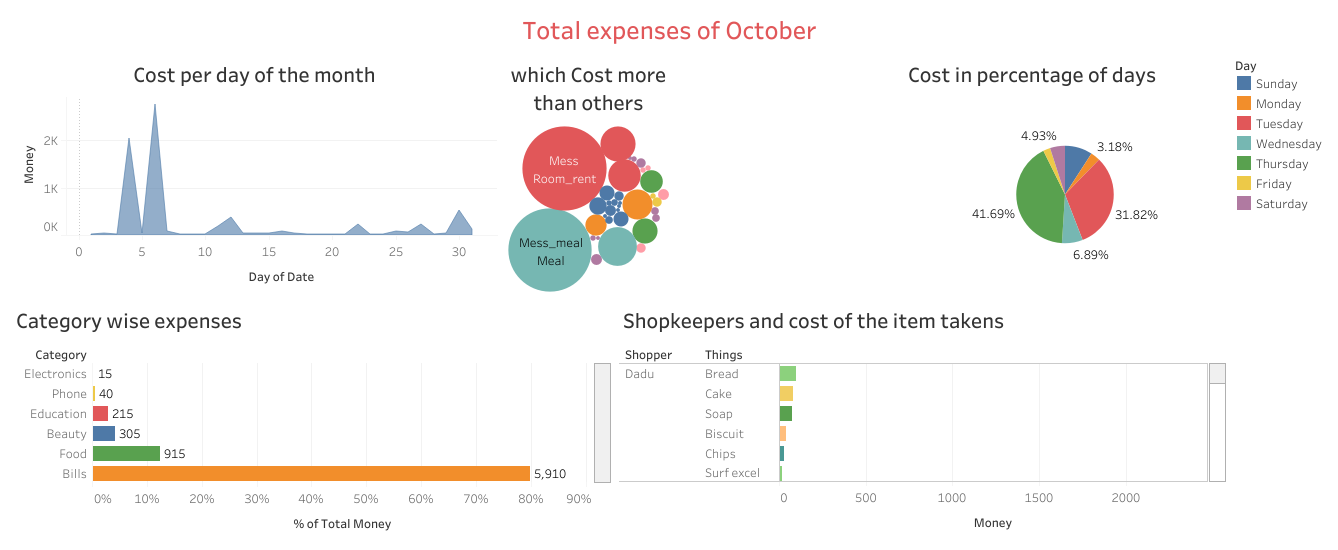 Total expenses of October
Cost per day of the month
Money
2K
1K
0K
0 5 10 15 20 25 30
Day of Date
which Cost more
than others
Mess
Room_rent
Mess_meal
Meal
Cost in percentage of days
4.93%
3.18%
41.69%
31.82%
6.89%
Day
Sunday
Monday
Tuesday
Wednesday
Thursday
Friday
Saturday
Category wise expenses
Category
Electronics 15
Phone 40
Education 215
Beauty 305
Food 915
Bills 5,910
0% 10% 20% 30% 40% 50% 60% 70% 80% 90%
% of Total Money
Shopkeepers and cost of the item takens
Shopper Things
Dadu Bread
Cake
Soap
Biscuit
Chips
Surf excel
0 500 1000 1500 2000
Money